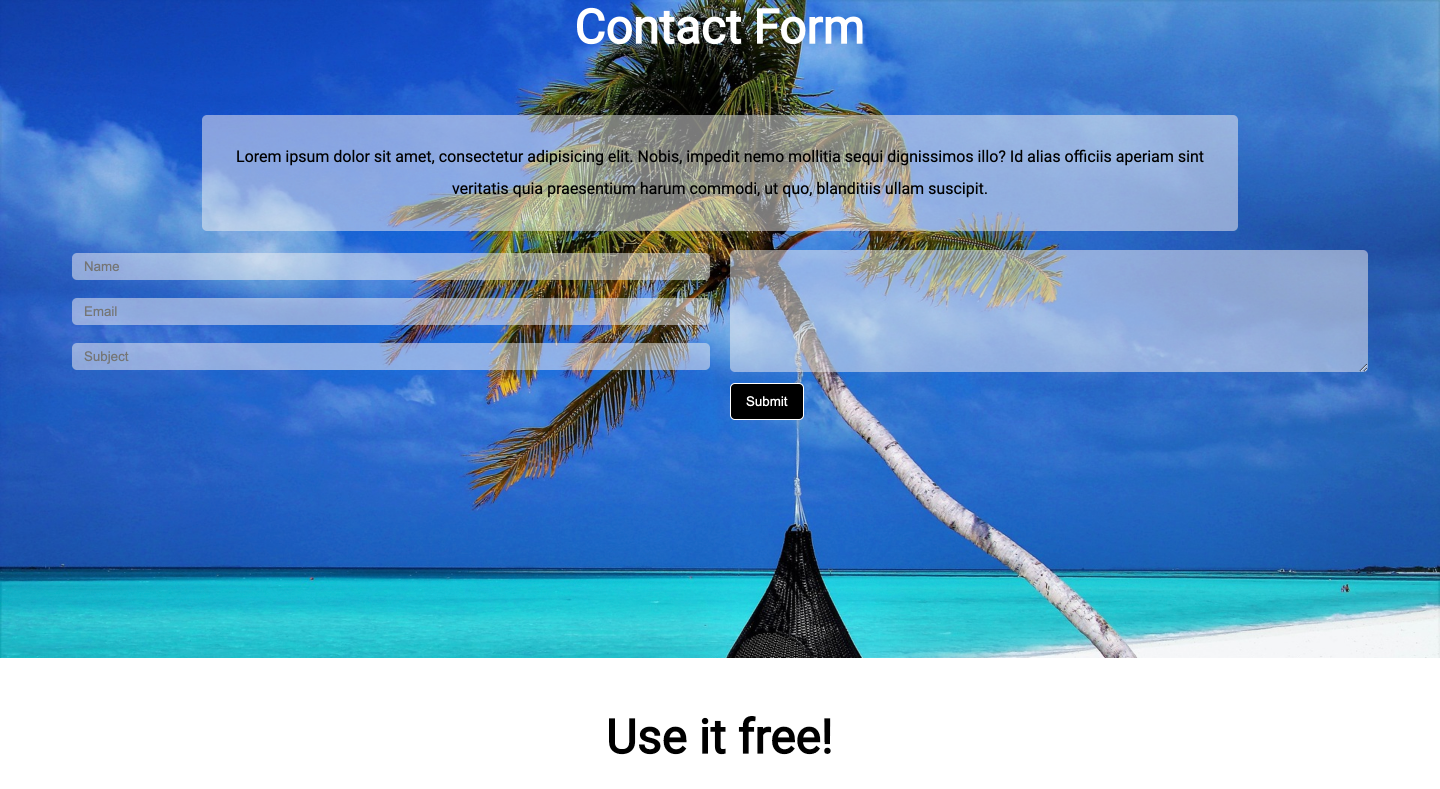 Contact Form
Lorem ipsum dolor sit amet, consectetur adipisicing elit. Nobis, impedit nemo mollitia sequi dignissimos illo? Id alias officiis aperiam sint
veritatis quia praesentium harum commodi, ut quo, blanditiis ullam suscipit.
Name
Email
Subject
Submit
Use it free!